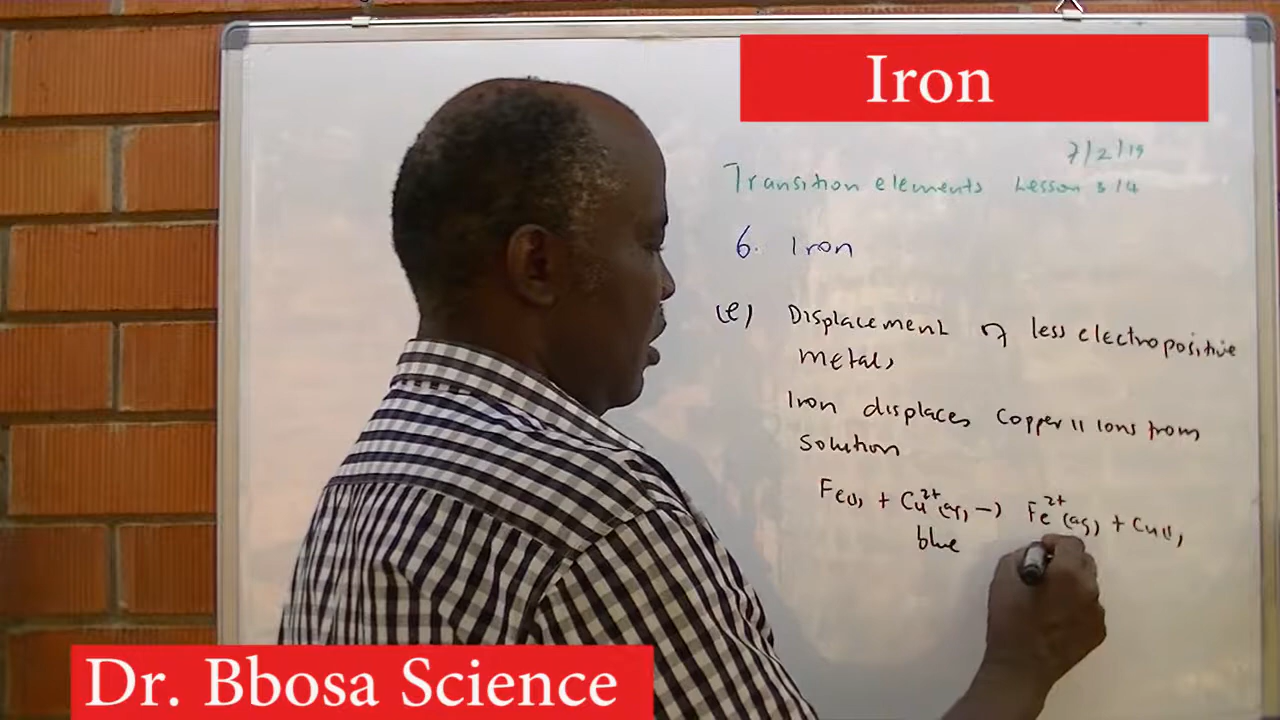 Iron
7/2/19
Transition elements Lesson 3/4
6. Iron
(e) Displacement of less electropositive
metals
Iron displaces Copper II ions from
Solution
Fe(s) + Cu²⁺(aq) → Fe²⁺(aq) + Cu(s)
blue
Dr. Bbosa Science